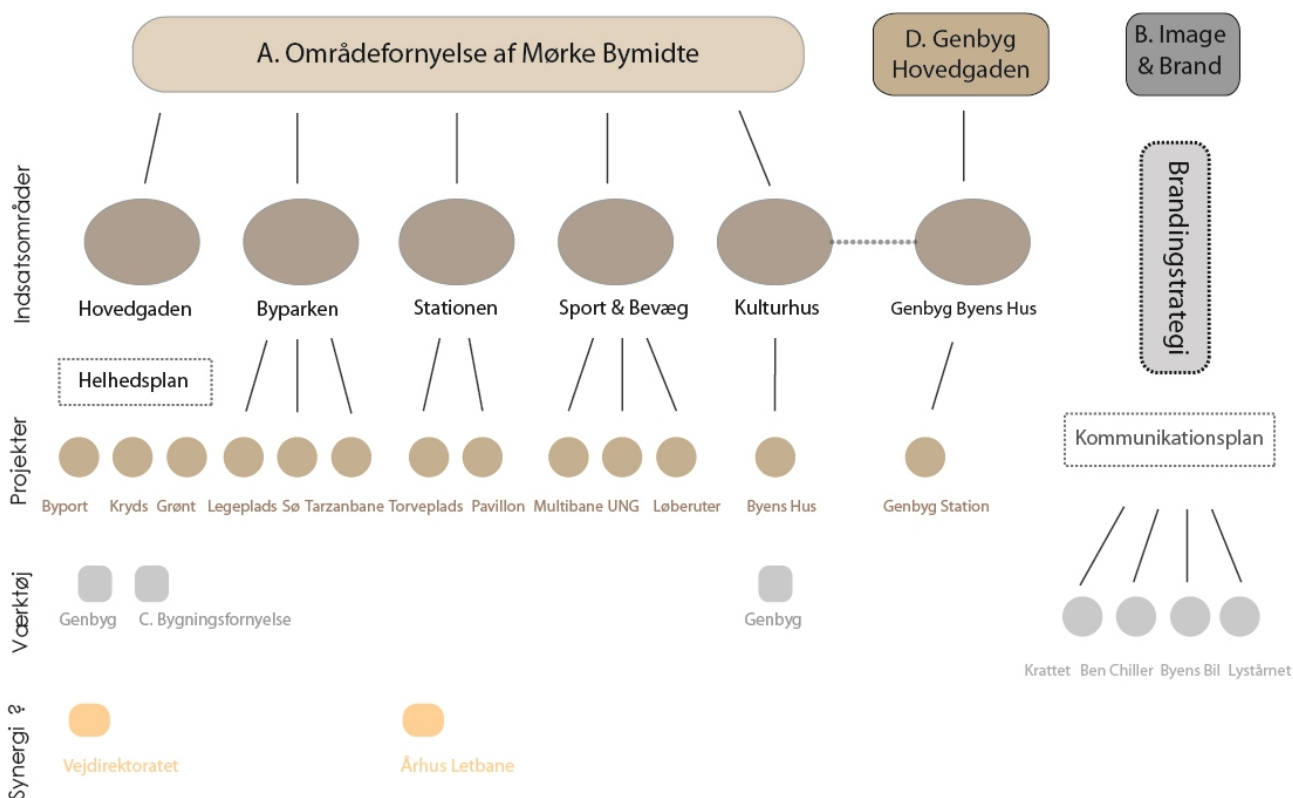 A. Områdefornyelse af Mørke Bymidte
D. Genbyg
Hovedgaden
B. Image
& Brand
Indsatsområder
Hovedgaden
Byparken
Stationen
Sport & Bevæg
Kulturhus
Genbyg Byens Hus
Brandingstrategi
Helhedsplan
Kommunikationsplan
Projekter
Byport
Kryds
Grønt
Legeplads
Sø
Tarzanbane
Torveplads
Pavillon
Multibane
UNG
Løberuter
Byens Hus
Genbyg Station
Værktøj
Genbyg
C. Bygningsfornyelse
Genbyg
Krattet
Ben Chiller
Byens Bil
Lystårnet
Synergi ?
Vejdirektoratet
Århus Letbane